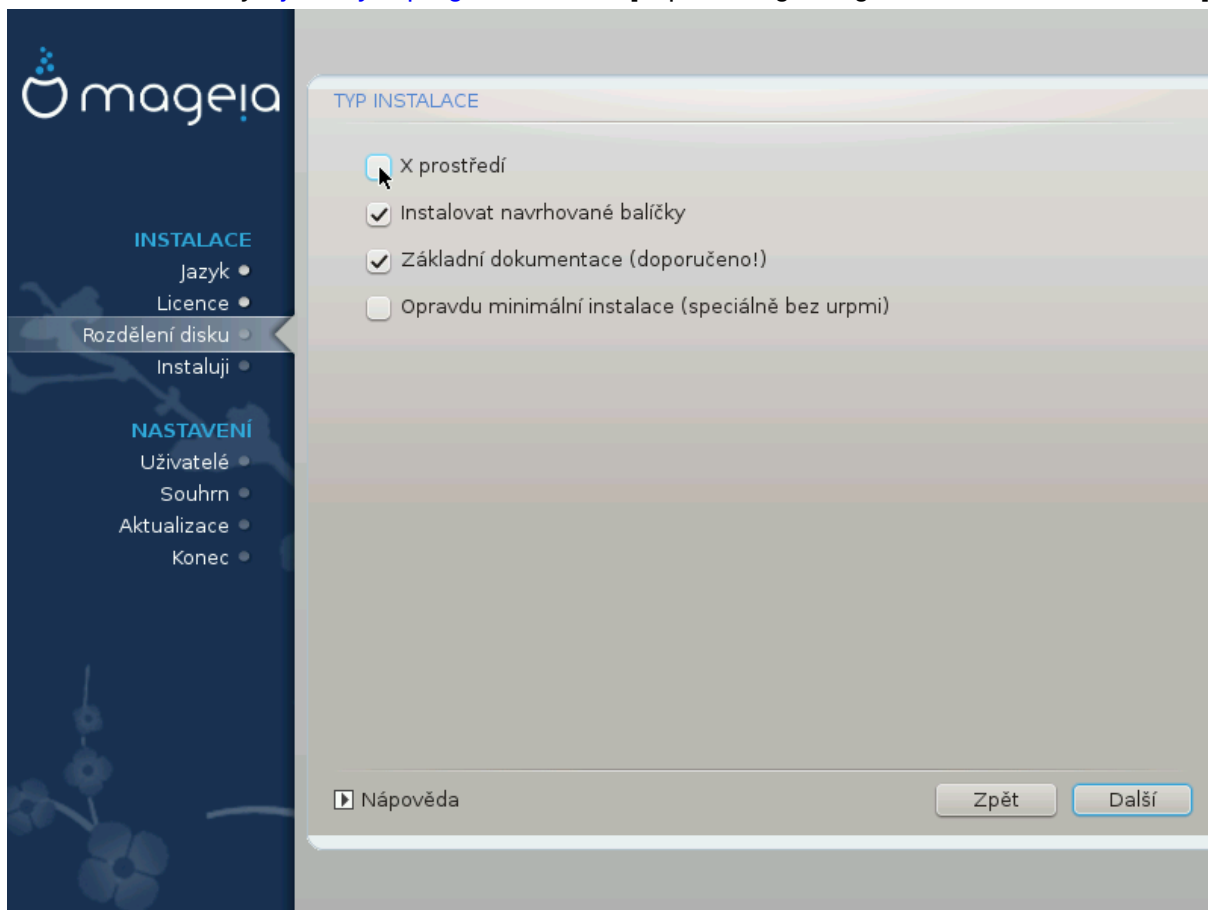 mageia
TYP INSTALACE
X prostředí
Instalovat navrhované balíčky
Základní dokumentace (doporučeno!)
Opravdu minimální instalace (speciálně bez urpmi)
INSTALACE
Jazyk
Licence
Rozdělení disku
Instaluji
NASTAVENÍ
Uživatelé
Souhrn
Aktualizace
Konec
Nápověda
Zpět
Další